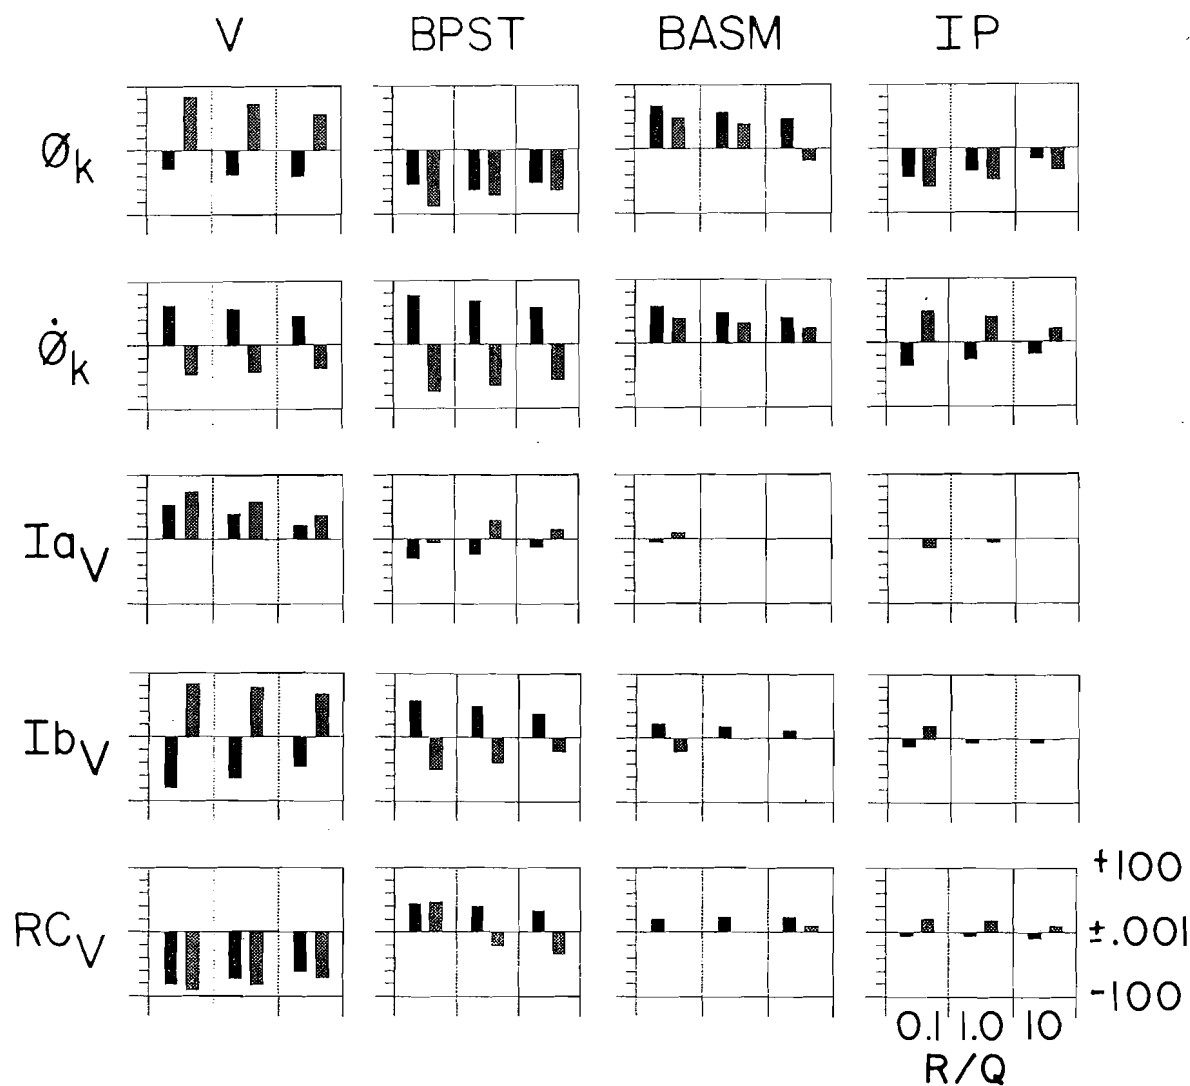 V BPST BASM IP
Øk
Ø̇k
IaV
IbV
RCV
+100
±.001
-100
0.1 1.0 10
R/Q